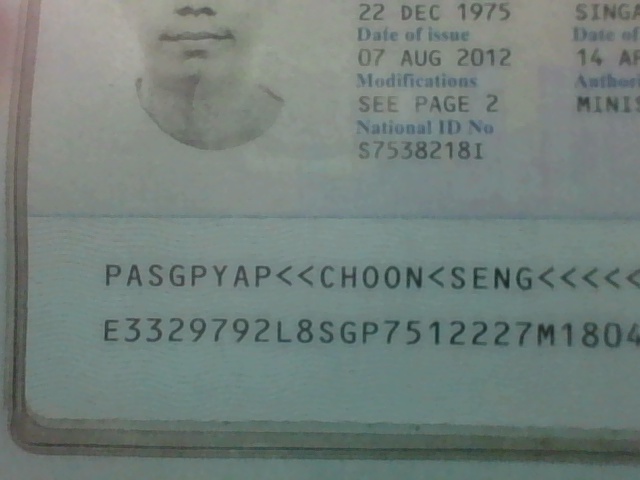 22 DEC 1975 SINGA
Date of issue Date of
07 AUG 2012 14 AP
Modifications Authori
SEE PAGE 2 MINIS
National ID No
S7538218I
PASGPYAP<<CHOON<SENG<<<<<
E3329792L8SGP7512227M1804